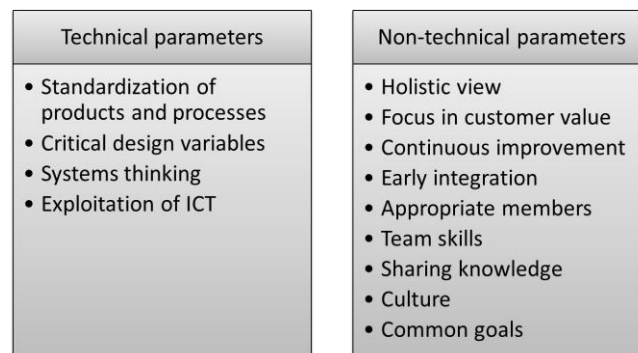 Technical parameters
• Standardization of
products and processes
• Critical design variables
• Systems thinking
• Exploitation of ICT
Non-technical parameters
• Holistic view
• Focus in customer value
• Continuous improvement
• Early integration
• Appropriate members
• Team skills
• Sharing knowledge
• Culture
• Common goals